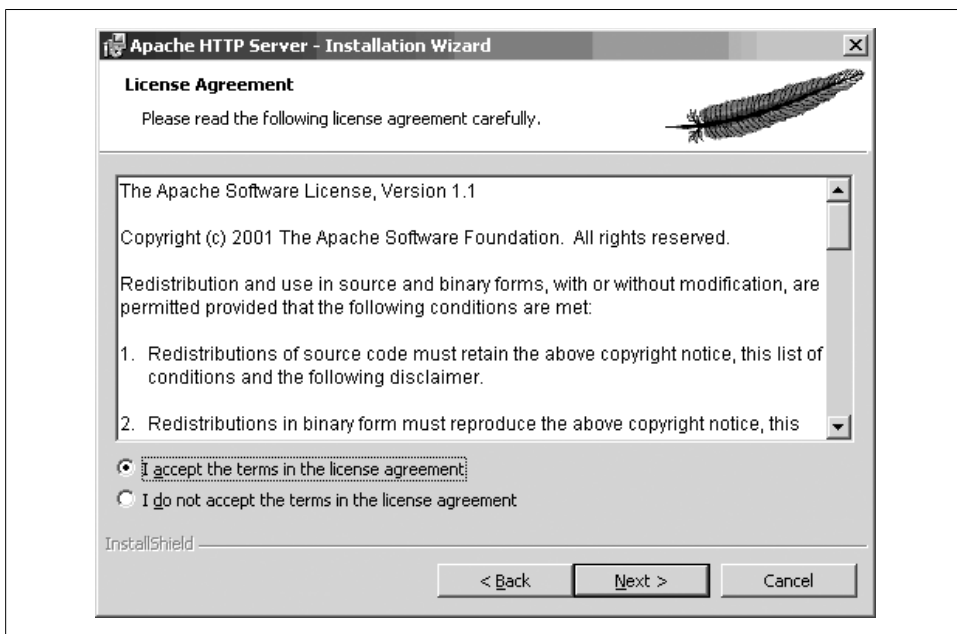 Apache HTTP Server - Installation Wizard
License Agreement
Please read the following license agreement carefully.
The Apache Software License, Version 1.1
Copyright (c) 2001 The Apache Software Foundation.  All rights reserved.
Redistribution and use in source and binary forms, with or without modification, are
permitted provided that the following conditions are met:
1.  Redistributions of source code must retain the above copyright notice, this list of
conditions and the following disclaimer.
2.  Redistributions in binary form must reproduce the above copyright notice, this
I accept the terms in the license agreement
I do not accept the terms in the license agreement
InstallShield
< Back
Next >
Cancel